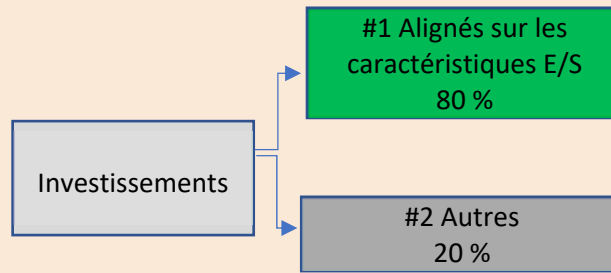 Investissements
#1 Alignés sur les
caractéristiques E/S
80 %
#2 Autres
20 %